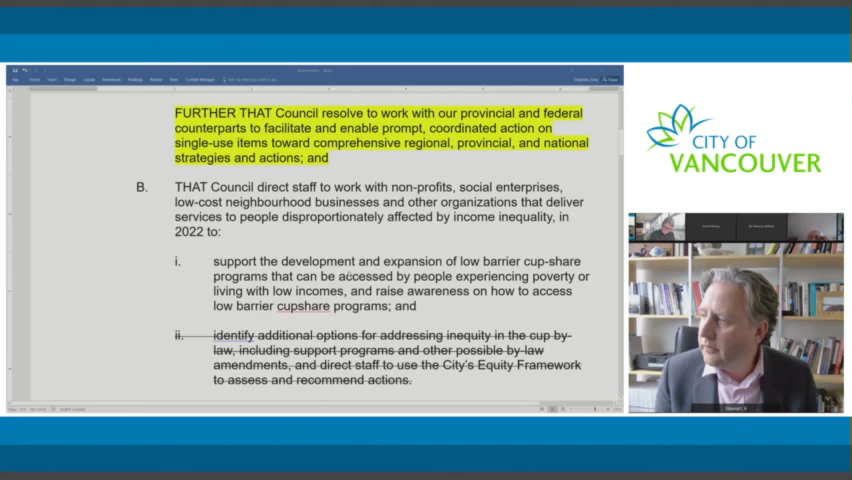 FURTHER THAT Council resolve to work with our provincial and federal
counterparts to facilitate and enable prompt, coordinated action on
single-use items toward comprehensive regional, provincial, and national
strategies and actions; and
B. THAT Council direct staff to work with non-profits, social enterprises,
low-cost neighbourhood businesses and other organizations that deliver
services to people disproportionately affected by income inequality, in
2022 to:
i. support the development and expansion of low barrier cup-share
programs that can be accessed by people experiencing poverty or
living with low incomes, and raise awareness on how to access
low barrier cupshare programs; and
ii. identify additional options for addressing inequity in the cup by-
law, including support programs and other possible by-law
amendments, and direct staff to use the City's Equity Framework
to assess and recommend actions.
CITY OF
VANCOUVER
Stewart_K